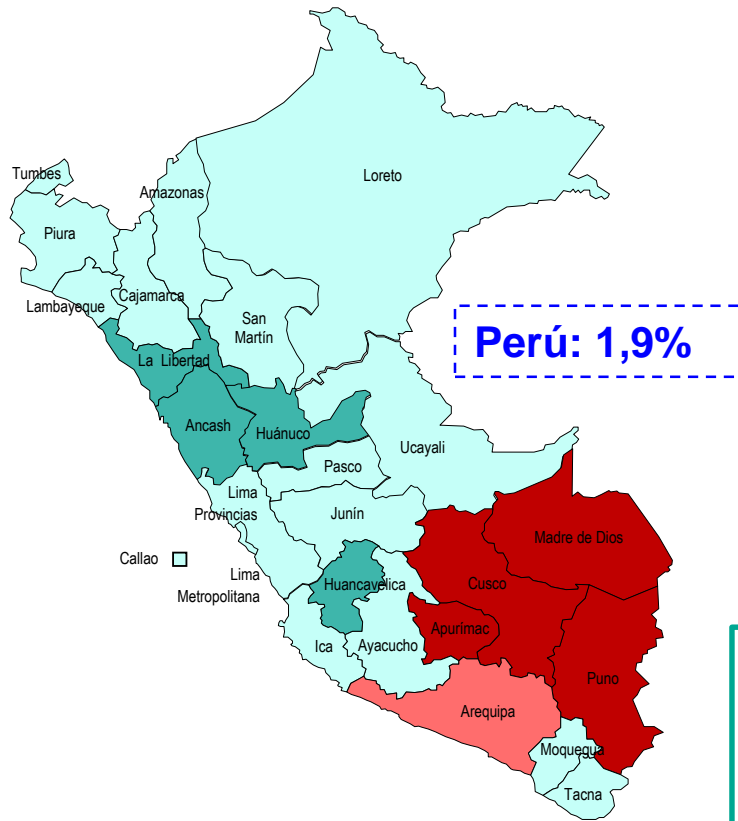 Tumbes
Amazonas
Loreto
Piura
Lambayeque
Cajamarca
San
Martín
Perú: 1,9%
La Libertad
Ancash
Huánuco
Ucayali
Pasco
Lima
Provincias
Junín
Callao
Lima
Metropolitana
Huancavelica
Madre de Dios
Cusco
Apurímac
Ica
Ayacucho
Puno
Arequipa
Moquegua
Tacna